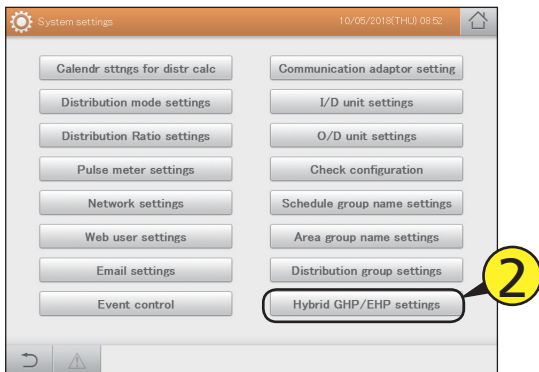 System settings 10/05/2018(THU) 08:52
Calendr sttngs for distr calc Communication adaptor setting
Distribution mode settings I/D unit settings
Distribution Ratio settings O/D unit settings
Pulse meter settings Check configuration
Network settings Schedule group name settings
Web user settings Area group name settings
Email settings Distribution group settings
Event control Hybrid GHP/EHP settings
2